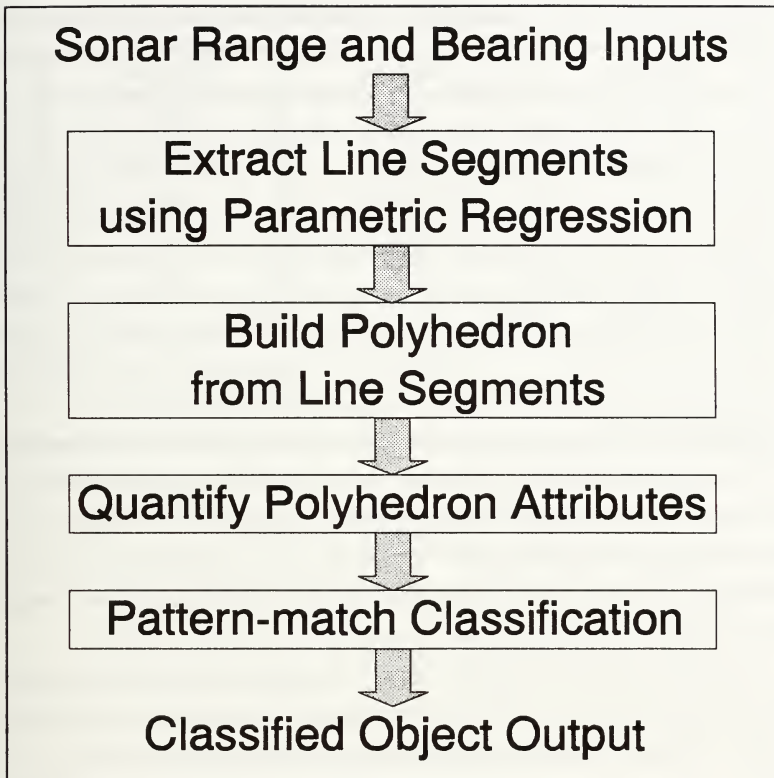 Sonar Range and Bearing Inputs
Extract Line Segments
using Parametric Regression
Build Polyhedron
from Line Segments
Quantify Polyhedron Attributes
Pattern-match Classification
Classified Object Output